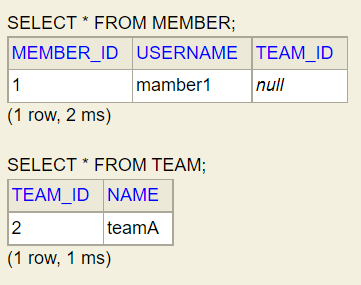 SELECT * FROM MEMBER;
MEMBER_ID USERNAME TEAM_ID
1 mamber1 null
(1 row, 2 ms)
SELECT * FROM TEAM;
TEAM_ID NAME
2 teamA
(1 row, 1 ms)